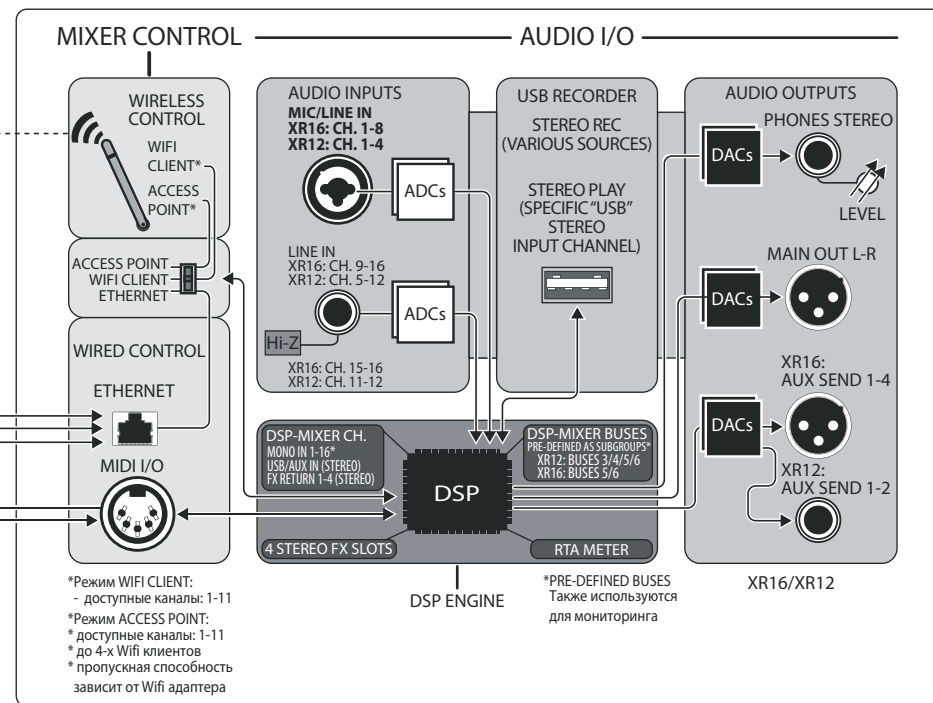 MIXER CONTROL
AUDIO I/O
WIRELESS
CONTROL
WIFI
CLIENT*
ACCESS
POINT*
ACCESS POINT
WIFI CLIENT
ETHERNET
WIRED CONTROL
ETHERNET
MIDI I/O
*Режим WIFI CLIENT:
- доступные каналы: 1-11
*Режим ACCESS POINT:
* доступные каналы: 1-11
* до 4-х Wifi клиентов
* пропускная способность
зависит от Wifi адаптера
AUDIO INPUTS
MIC/LINE IN
XR16: CH. 1-8
XR12: CH. 1-4
ADCs
LINE IN
XR16: CH. 9-16
XR12: CH. 5-12
ADCs
Hi-Z
XR16: CH. 15-16
XR12: CH. 11-12
USB RECORDER
STEREO REC
(VARIOUS SOURCES)
STEREO PLAY
(SPECIFIC "USB"
STEREO
INPUT CHANNEL)
AUDIO OUTPUTS
PHONES STEREO
DACs
LEVEL
MAIN OUT L-R
DACs
XR16:
AUX SEND 1-4
DACs
XR12:
AUX SEND 1-2
XR16/XR12
DSP-MIXER CH.
MONO IN 1-16*
USB/AUX IN (STEREO)
FX RETURN 1-4 (STEREO)
DSP-MIXER BUSES
PRE-DEFINED AS SUBGROUPS*
XR12: BUSES 3/4/5/6
XR16: BUSES 5/6
DSP
4 STEREO FX SLOTS
RTA METER
DSP ENGINE
*PRE-DEFINED BUSES
Также используются
для мониторинга